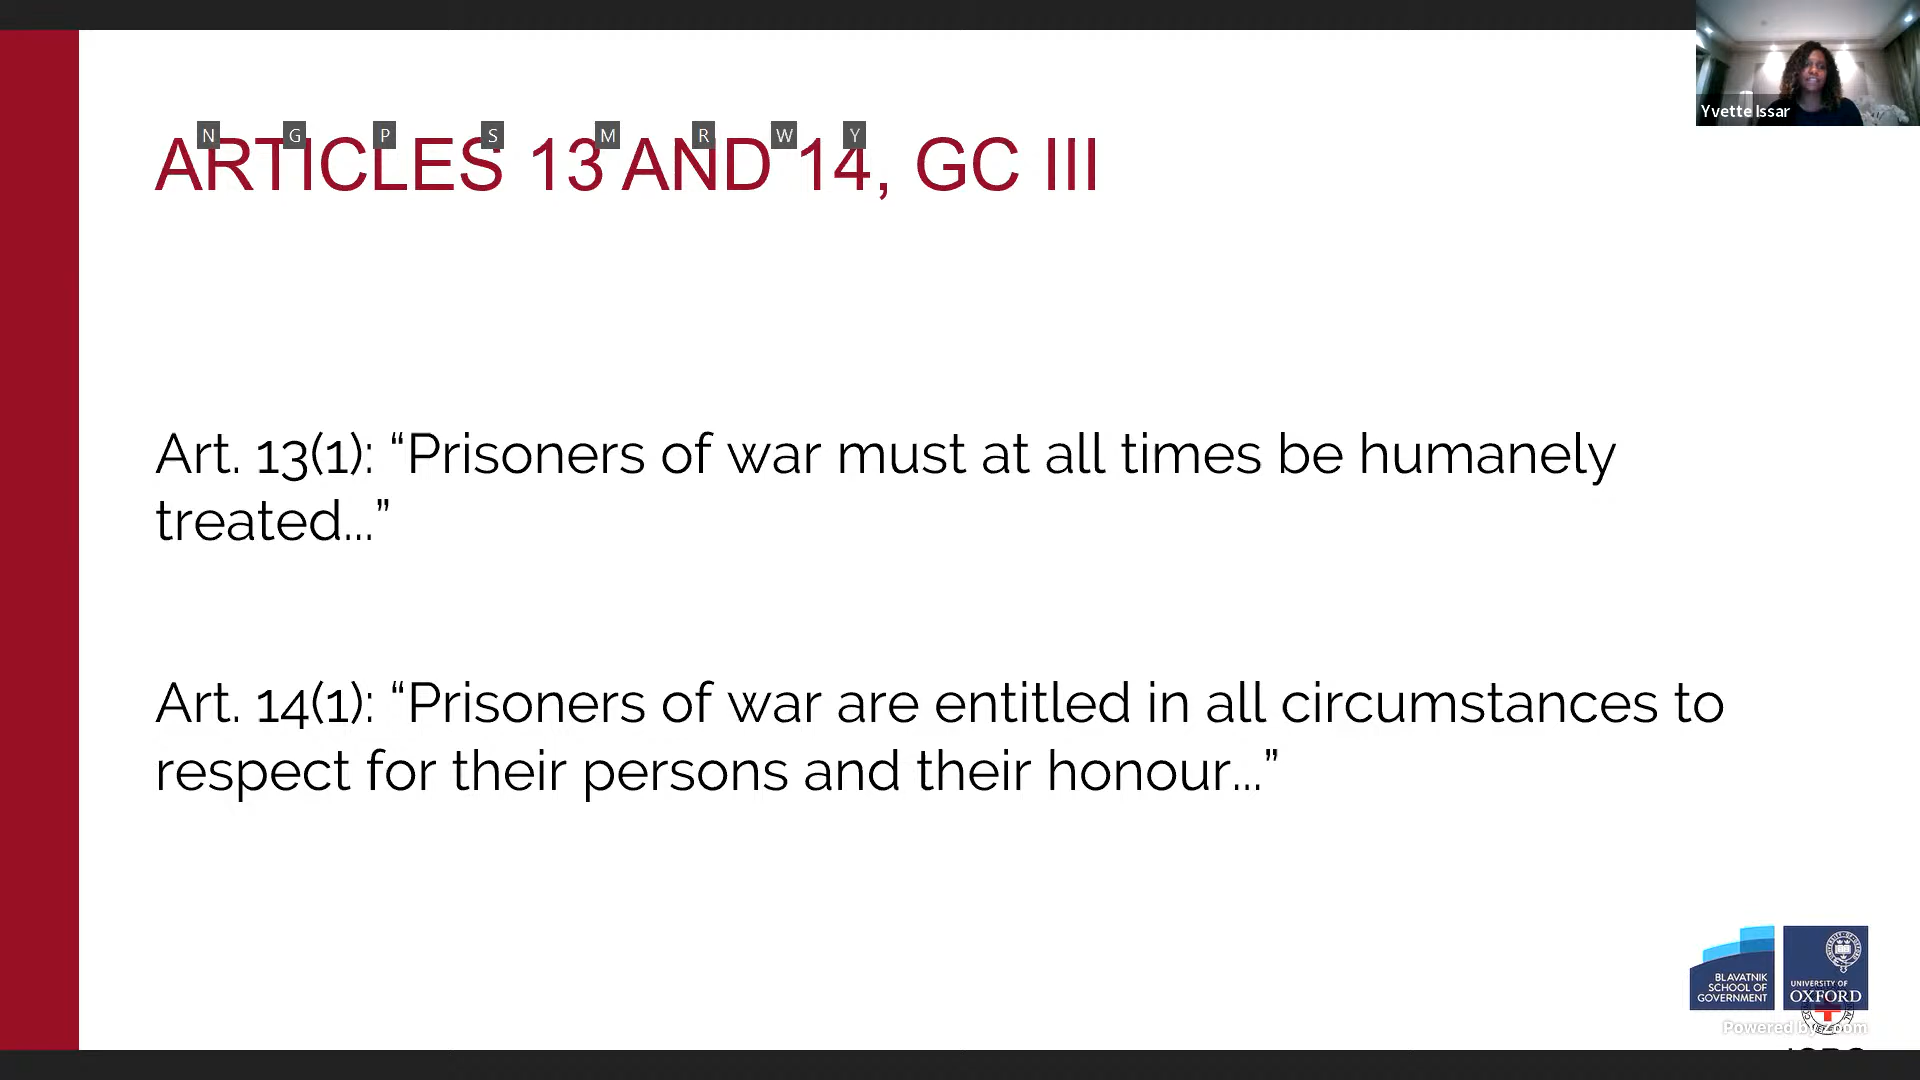 N G P S M R W Y
ARTICLES 13 AND 14, GC III
Yvette Issar
Art. 13(1): “Prisoners of war must at all times be humanely
treated...”
Art. 14(1): “Prisoners of war are entitled in all circumstances to
respect for their persons and their honour...”
BLAVATNIK
SCHOOL OF
GOVERNMENT
UNIVERSITY OF
OXFORD
Powered by Zoom